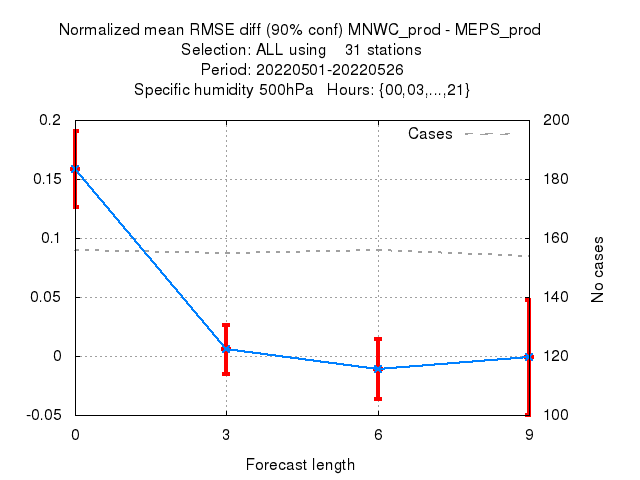 Normalized mean RMSE diff (90% conf) MNWC_prod - MEPS_prod
Selection: ALL using 31 stations
Period: 20220501-20220526
Specific humidity 500hPa Hours: {00,03,...,21}
0.2
0.15
0.1
0.05
0
-0.05
200
180
160
140
120
100
Cases
No cases
0 3 6 9
Forecast length